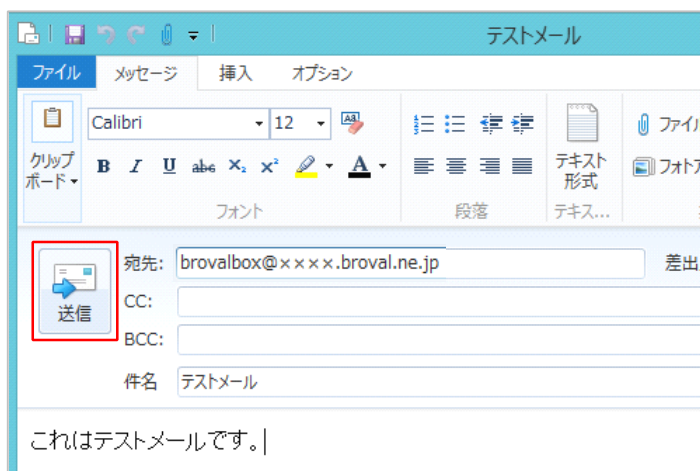 テストメール
ファイル メッセージ 挿入 オプション
Calibri 12
B I U abc X₂ X²
A
クリップ
ボード
テキスト
形式
ファイ
フォトア
フォント 段落 テキス...
送信
宛先: brovalbox@××××.broval.ne.jp 差出
CC:
BCC:
件名 テストメール
これはテストメールです。